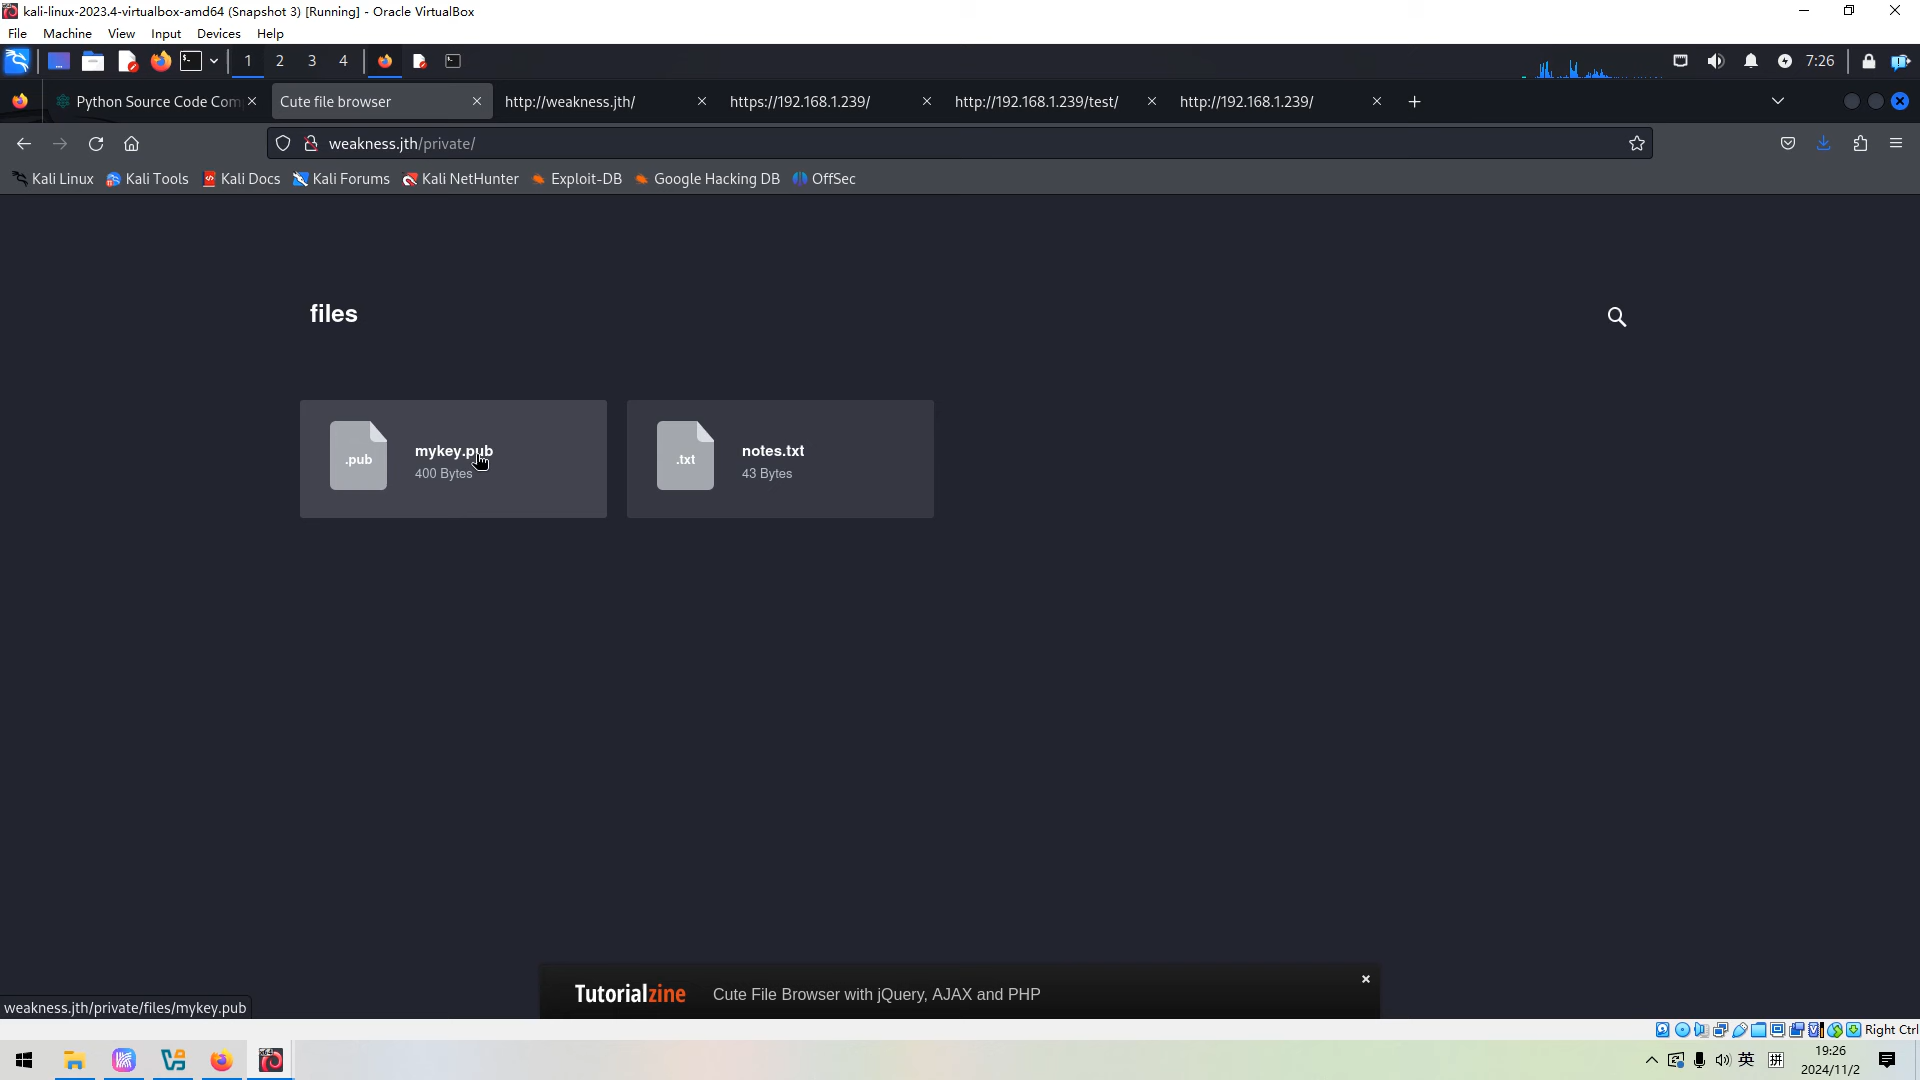 kali-linux-2023.4-virtualbox-amd64 (Snapshot 3) [Running] - Oracle VirtualBox
File Machine View Input Devices Help
1 2 3 4 7:26
Python Source Code Com Cute file browser http://weakness.jth/ https://192.168.1.239/ http://192.168.1.239/test/ http://192.168.1.239/
weakness.jth/private/
Kali Linux Kali Tools Kali Docs Kali Forums Kali NetHunter Exploit-DB Google Hacking DB OffSec
files
.pub mykey.pub
400 Bytes
.txt notes.txt
43 Bytes
Tutorialzine Cute File Browser with jQuery, AJAX and PHP
weakness.jth/private/files/mykey.pub
Right Ctrl
英 拼 19:26
2024/11/2